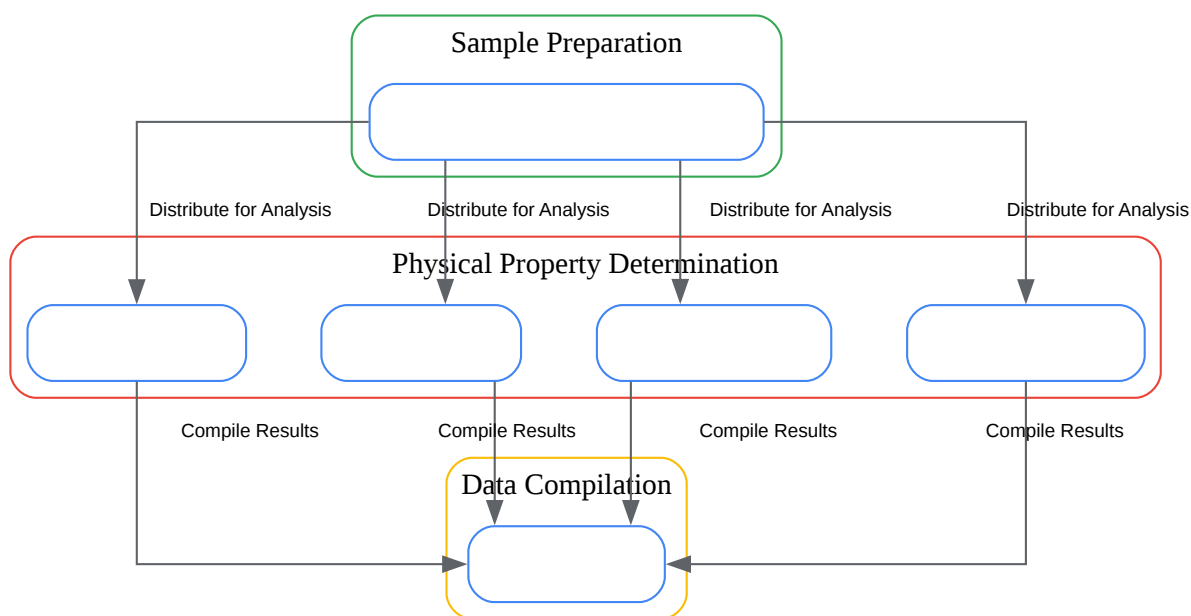 Sample Preparation
Distribute for Analysis
Distribute for Analysis
Distribute for Analysis
Distribute for Analysis
Physical Property Determination
Compile Results
Compile Results
Compile Results
Compile Results
Data Compilation